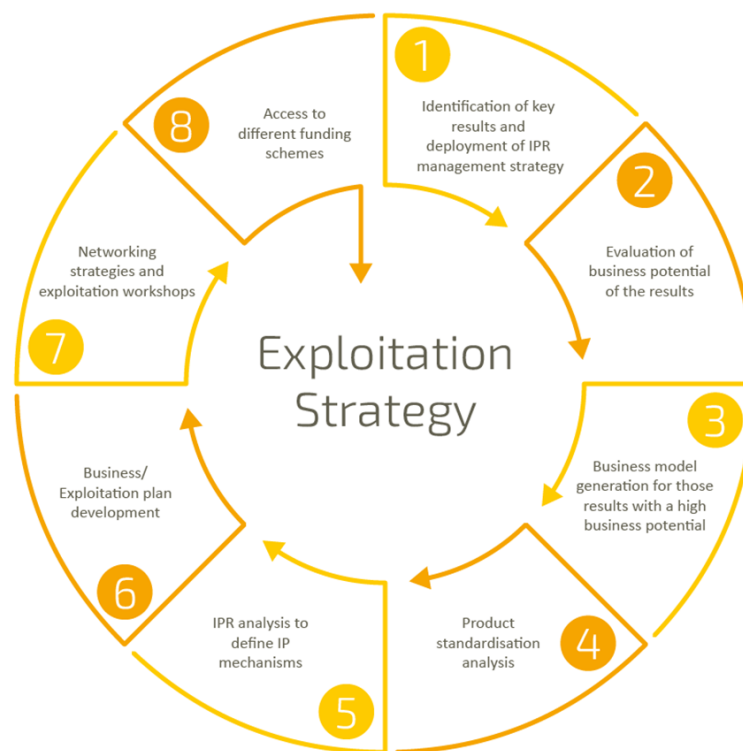 1
Identification of key
results and
deployment of IPR
management strategy
2
Evaluation of
business potential
of the results
3
Business model
generation for those
results with a high
business potential
4
Product
standardisation
analysis
5
IPR analysis to
define IP
mechanisms
6
Business/
Exploitation plan
development
7
Networking
strategies and
exploitation workshops
8
Access to
different funding
schemes
Exploitation
Strategy